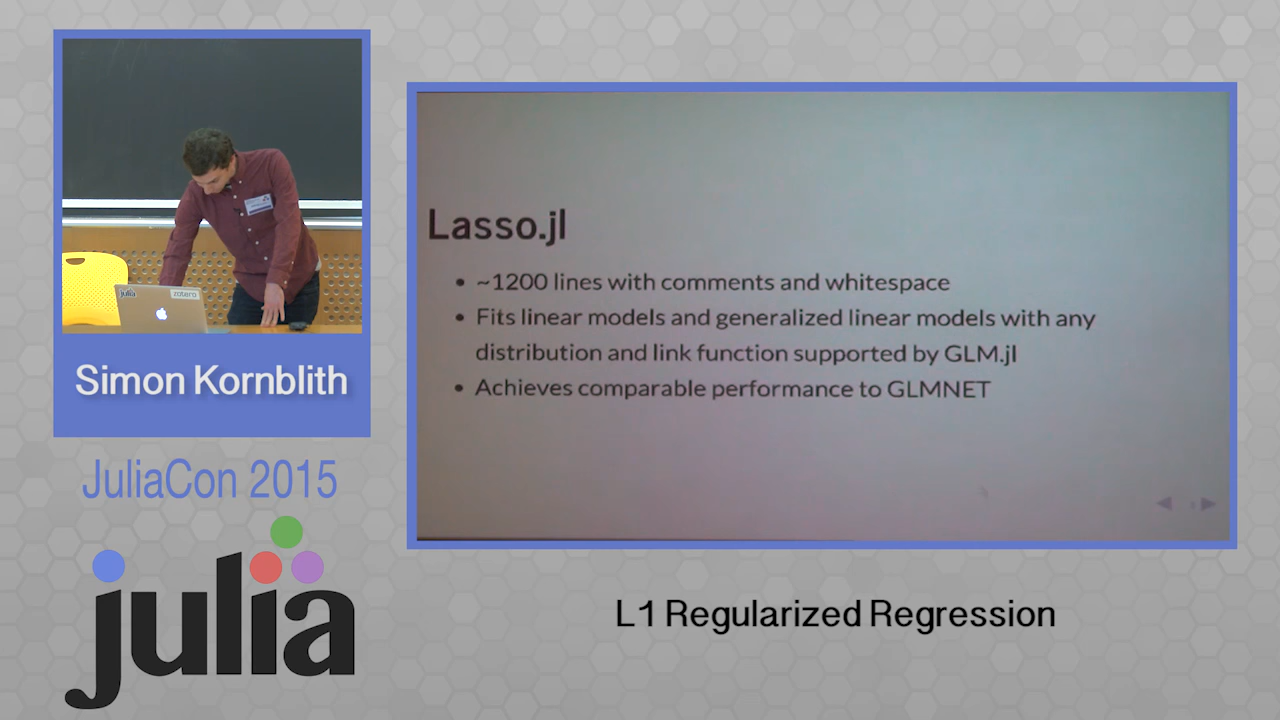 julia
zotero
Simon Kornblith
JuliaCon 2015
julia
Lasso.jl
~1200 lines with comments and whitespace
Fits linear models and generalized linear models with any
distribution and link function supported by GLM.jl
Achieves comparable performance to GLMNET
L1 Regularized Regression